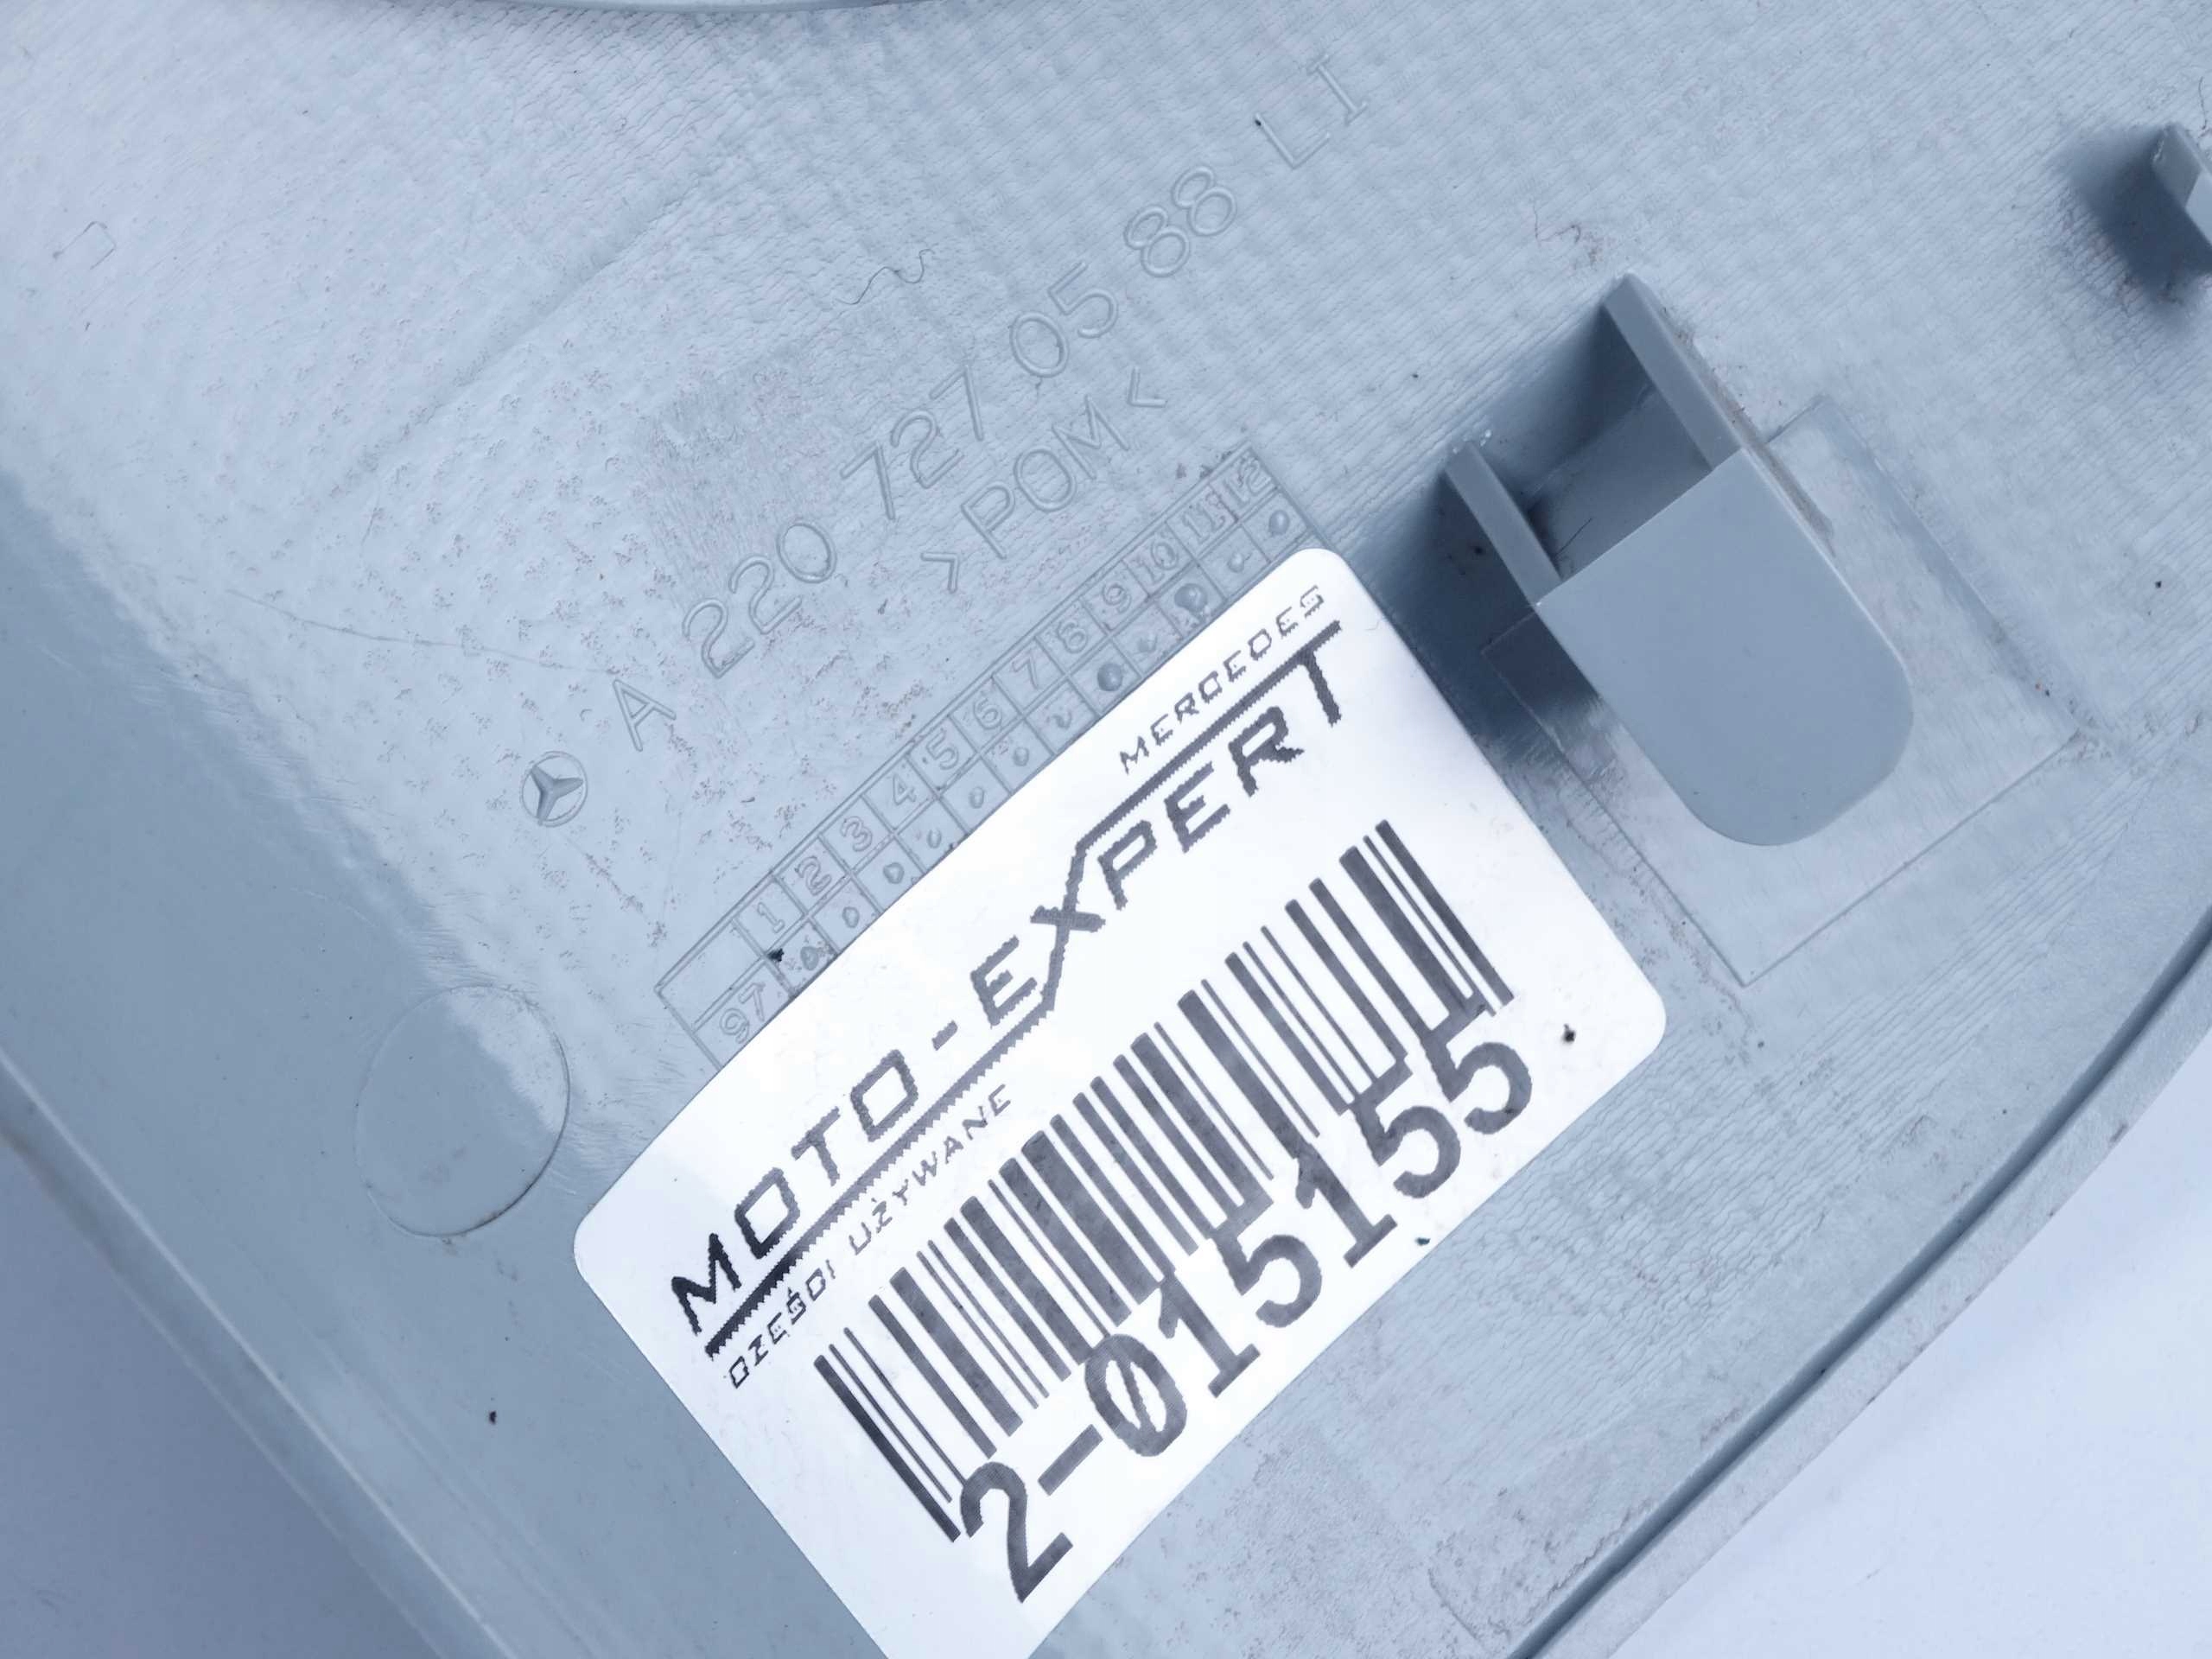 A 220 727 05 88 LI
>POM<
1 2 3 4 5 6 7 8 9 10 11 12
97
MERCEDES
MOTO-EXPERT
CZĘŚCI UŻYWANE
2-015155